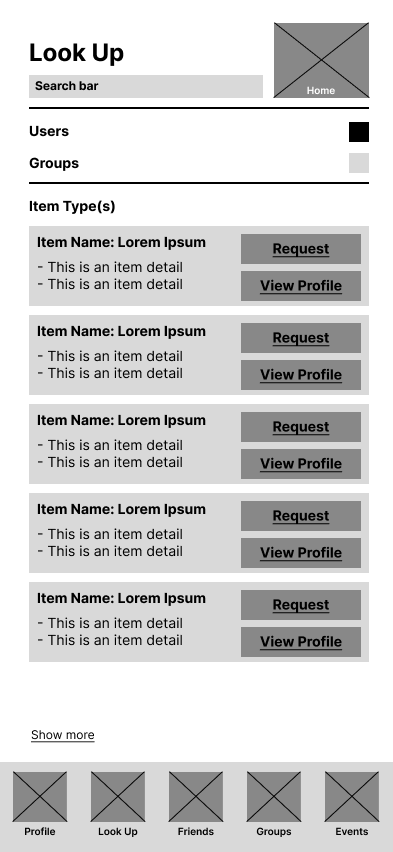 Look Up
Search bar
Home
Users
Groups
Item Type(s)
Item Name: Lorem Ipsum
- This is an item detail
- This is an item detail
Request
View Profile
Item Name: Lorem Ipsum
- This is an item detail
- This is an item detail
Request
View Profile
Item Name: Lorem Ipsum
- This is an item detail
- This is an item detail
Request
View Profile
Item Name: Lorem Ipsum
- This is an item detail
- This is an item detail
Request
View Profile
Item Name: Lorem Ipsum
- This is an item detail
- This is an item detail
Request
View Profile
Show more
Profile
Look Up
Friends
Groups
Events